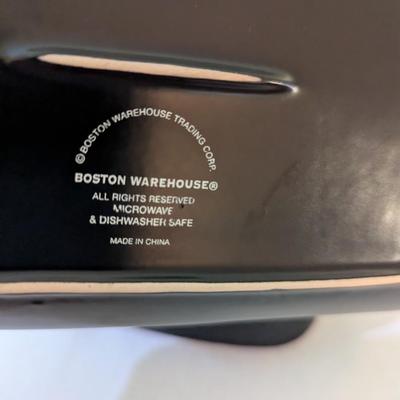 © BOSTON WAREHOUSE TRADING CORP.
BOSTON WAREHOUSE®
ALL RIGHTS RESERVED
MICROWAVE
& DISHWASHER SAFE
MADE IN CHINA